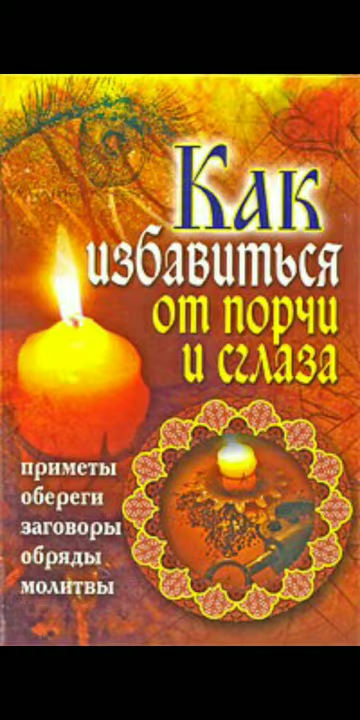 Как
избавиться
от порчи
и сглаза
приметы
обереги
заговоры
обряды
молитвы